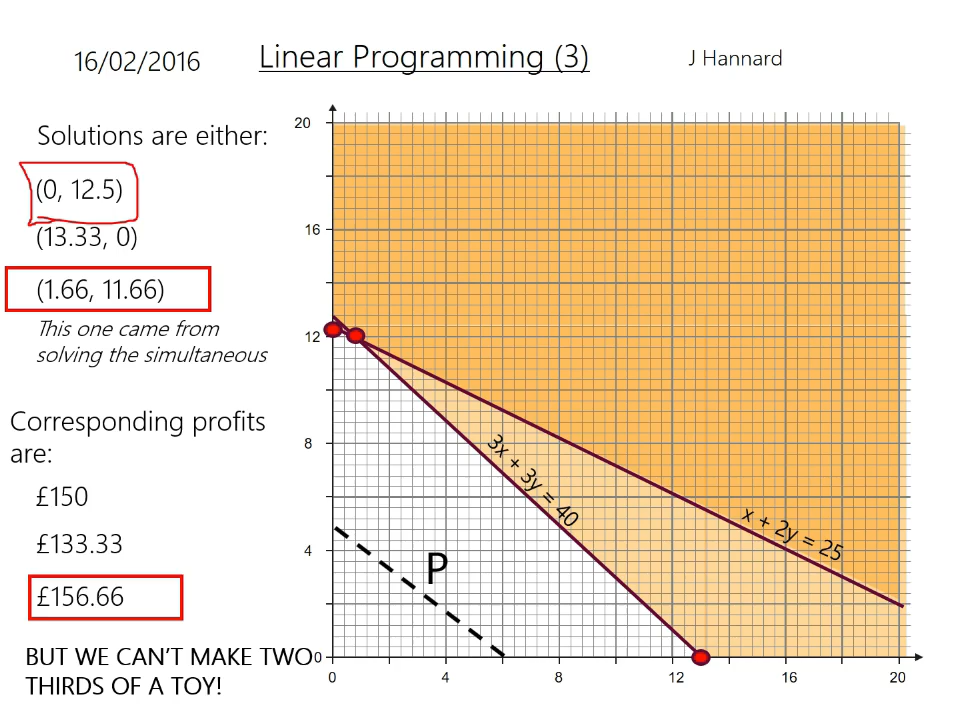 16/02/2016
Linear Programming (3)
J Hannard
Solutions are either:
(0, 12.5)
(13.33, 0)
(1.66, 11.66)
This one came from
solving the simultaneous
Corresponding profits
are:
£150
£133.33
£156.66
BUT WE CAN'T MAKE TWO
THIRDS OF A TOY!
20
16
12
8
4
0
0
4
8
12
16
20
3x + 3y = 40
x + 2y = 25
P